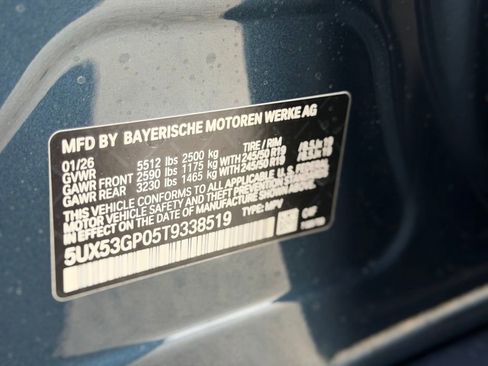 MFD BY BAYERISCHE MOTOREN WERKE AG
01/26 TIRE / RIM
GVWR 5512 lbs 2500 kg
GAWR FRONT 2590 lbs 1175 kg WITH 245/50 R19
GAWR REAR 3230 lbs 1465 kg WITH 245/50 R19
THIS VEHICLE CONFORMS TO ALL APPLICABLE U.S. FEDERAL
MOTOR VEHICLE SAFETY AND THEFT PREVENTION STANDARDS
IN EFFECT ON THE DATE OF MANUFACTURE SHOWN ABOVE.
5UX53GP05T9338519 TYPE: MPV